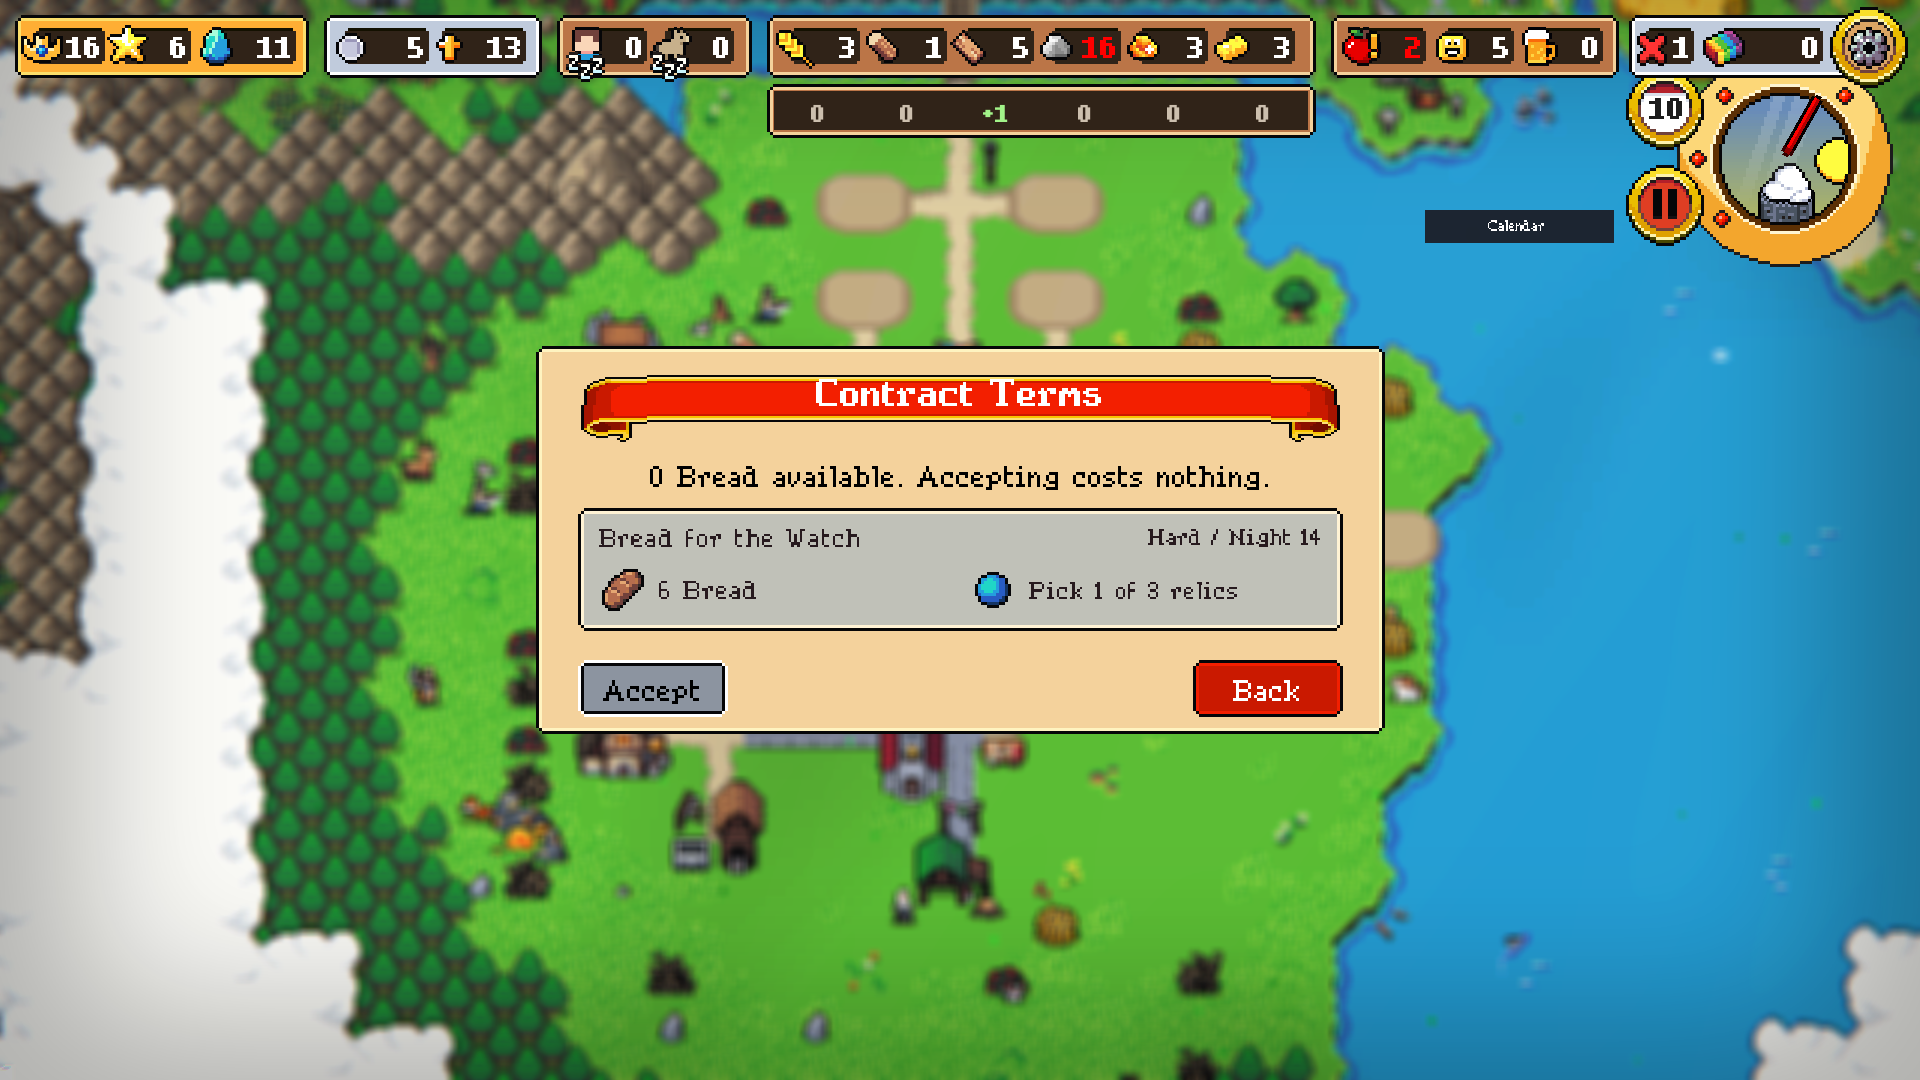 16 6 11 5 13 0 0 3 1 5 16 3 3 2 5 0 1 0
0 0 +1 0 0 0
10
Calendar
Contract Terms
0 Bread available. Accepting costs nothing.
Bread for the Watch Hard / Night 14
6 Bread Pick 1 of 3 relics
Accept Back